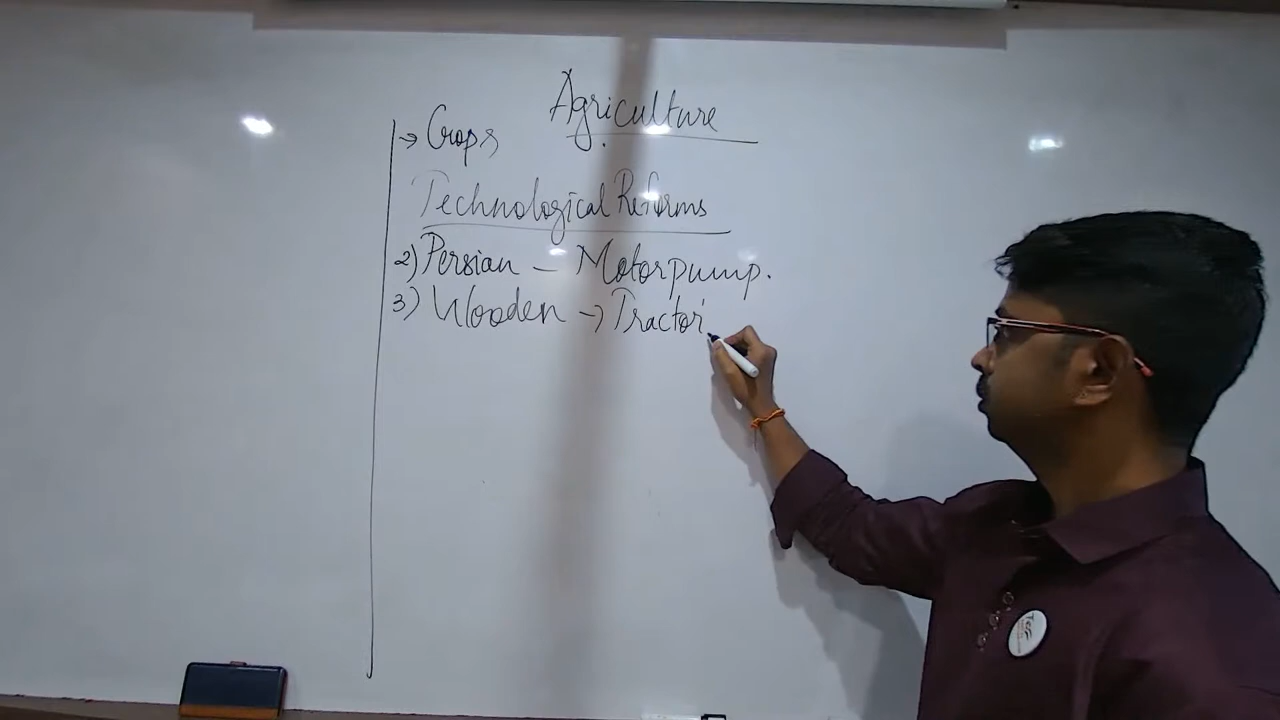 Agriculture
→ Crops
Technological Reforms
2) Persian – Motorpump.
3) Wooden → Tractor